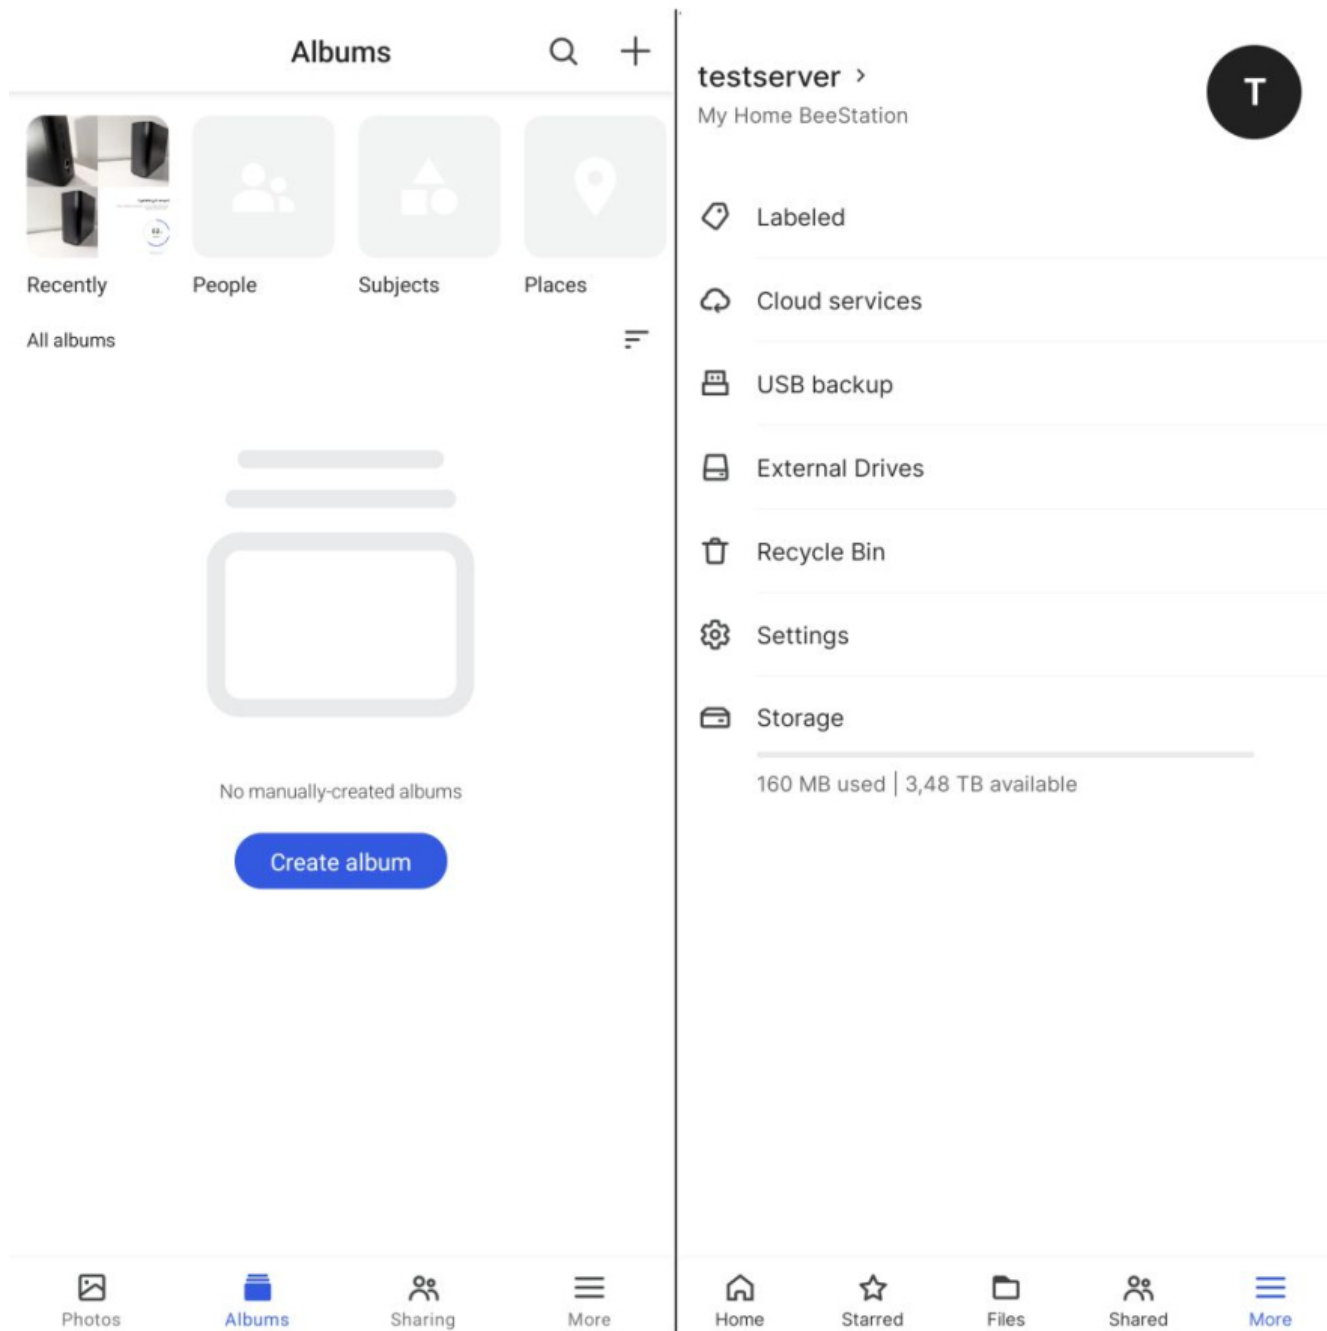 Albums
Recently
People
Subjects
Places
All albums
No manually-created albums
Create album
Photos
Albums
Sharing
More
testserver
My Home BeeStation
T
Labeled
Cloud services
USB backup
External Drives
Recycle Bin
Settings
Storage
160 MB used | 3,48 TB available
Home
Starred
Files
Shared
More